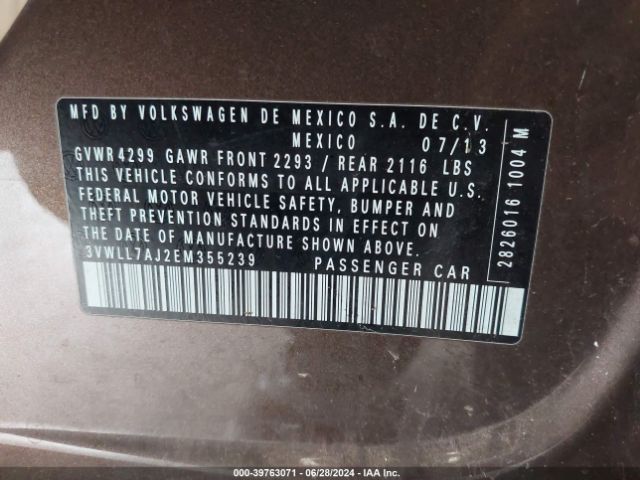 MFD BY VOLKSWAGEN DE MEXICO S.A. DE C.V.
MEXICO 07/13
GVWR 4299 GAWR FRONT 2293 / REAR 2116 LBS
THIS VEHICLE CONFORMS TO ALL APPLICABLE U.S.
FEDERAL MOTOR VEHICLE SAFETY, BUMPER AND
THEFT PREVENTION STANDARDS IN EFFECT ON
THE DATE OF MANUFACTURE SHOWN ABOVE.
3VWLL7AJ2EM355239 PASSENGER CAR
2826016 1004 M
000-39763071 - 06/28/2024 - IAA Inc.